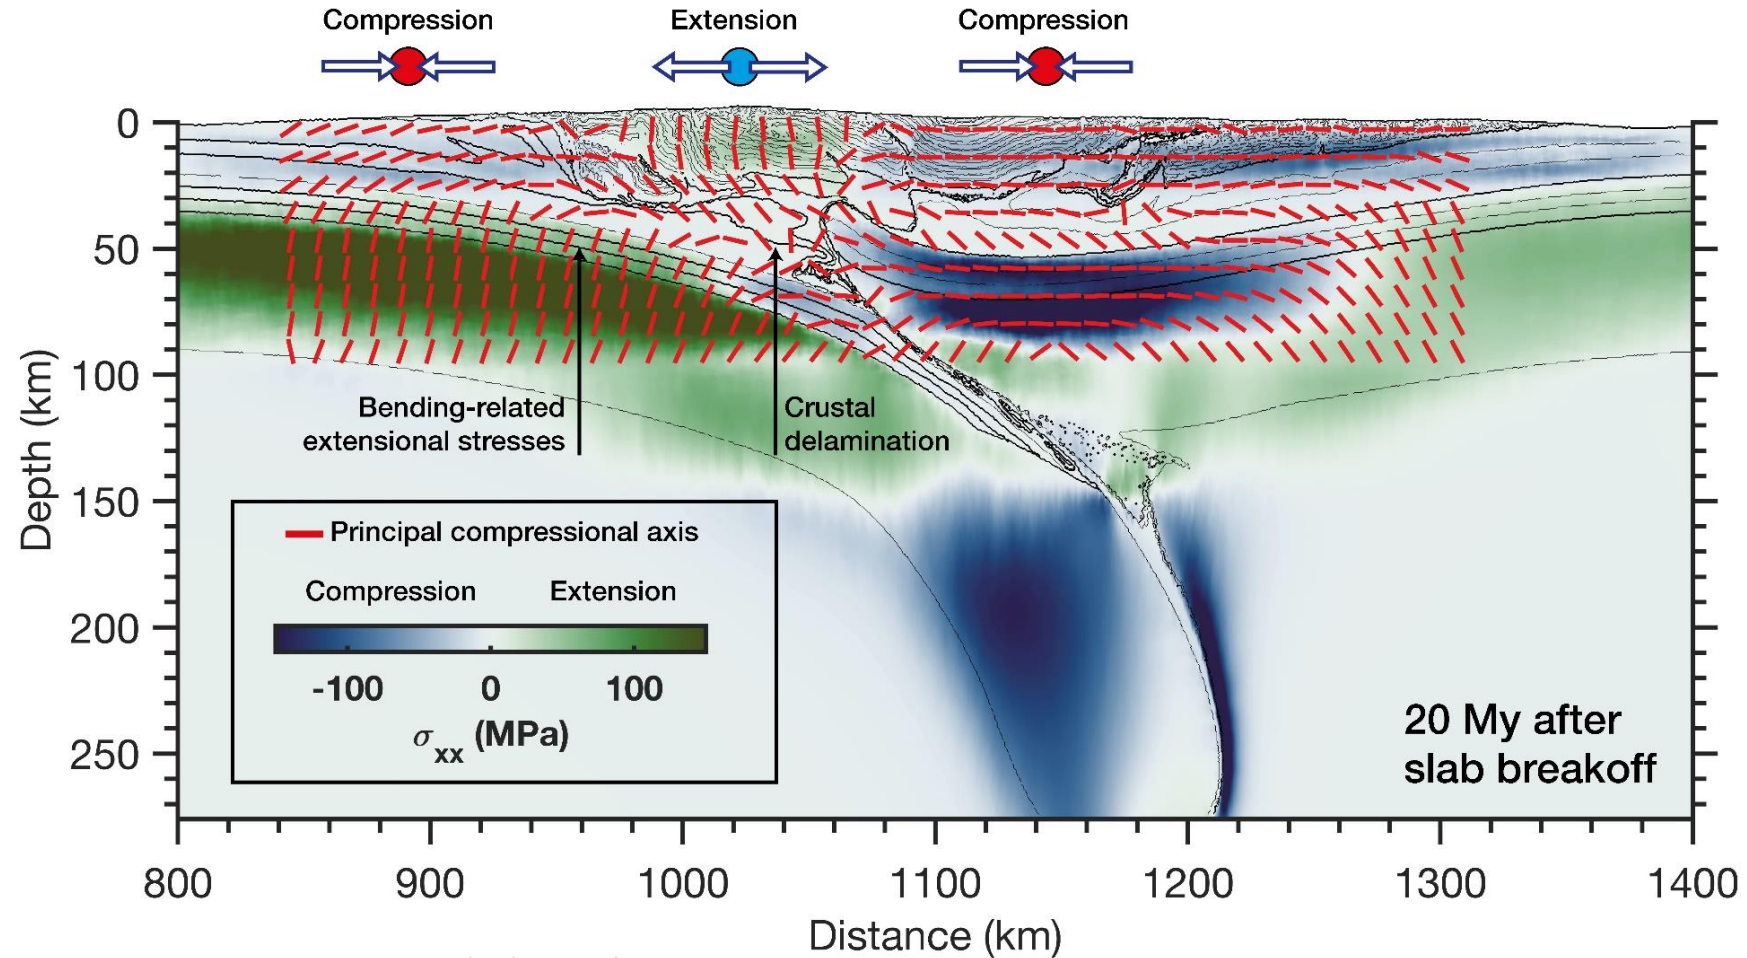 Compression
Extension
Compression
0
50
100
150
200
250
Depth (km)
Bending-related
extensional stresses
Crustal
delamination
Principal compressional axis
Compression
Extension
-100
0
100
σxx (MPa)
20 My after
slab breakoff
800
900
1000
1100
1200
1300
1400
Distance (km)